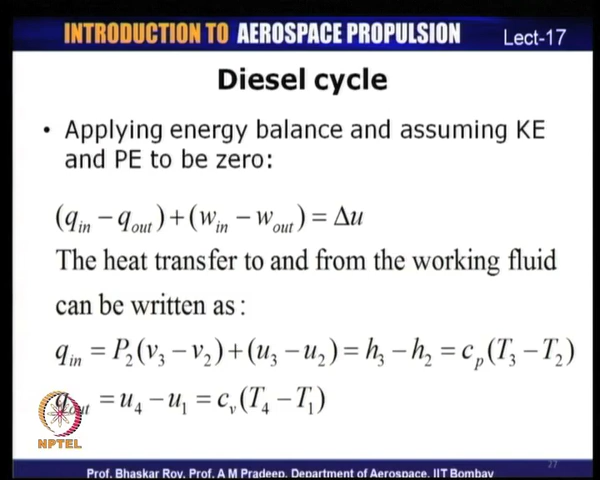 INTRODUCTION TO AEROSPACE PROPULSION Lect-17
Diesel cycle
• Applying energy balance and assuming KE
and PE to be zero:
(q_in − q_out) + (w_in − w_out) = Δu
The heat transfer to and from the working fluid
can be written as:
q_in = P_2(v_3 − v_2) + (u_3 − u_2) = h_3 − h_2 = c_p(T_3 − T_2)
q_out = u_4 − u_1 = c_v(T_4 − T_1)
NPTEL
27
Prof. Bhaskar Roy, Prof. A M Pradeep, Department of Aerospace, IIT Bombay